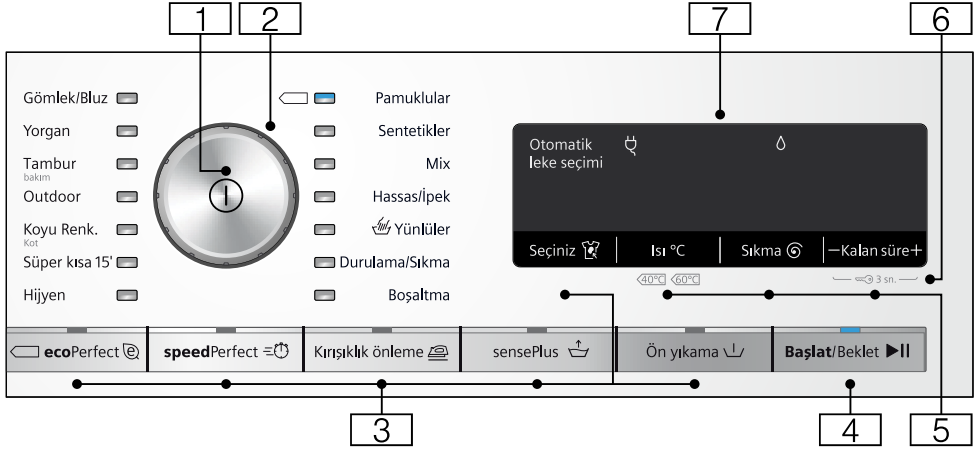 1
2
7
6
Gömlek/Bluz
Yorgan
Tambur
bakım
Outdoor
Koyu Renk.
Kot
Süper kısa 15'
Hijyen
Pamuklular
Sentetikler
Mix
Hassas/İpek
Yünlüler
Durulama/Sıkma
Boşaltma
Otomatik
leke seçimi
Seçiniz
Isı °C
Sıkma
−Kalan süre+
40°C 60°C
3 sn.
ecoPerfect e
speedPerfect
Kırışıklık önleme
sensePlus
Ön yıkama
Başlat/Beklet
3
4
5